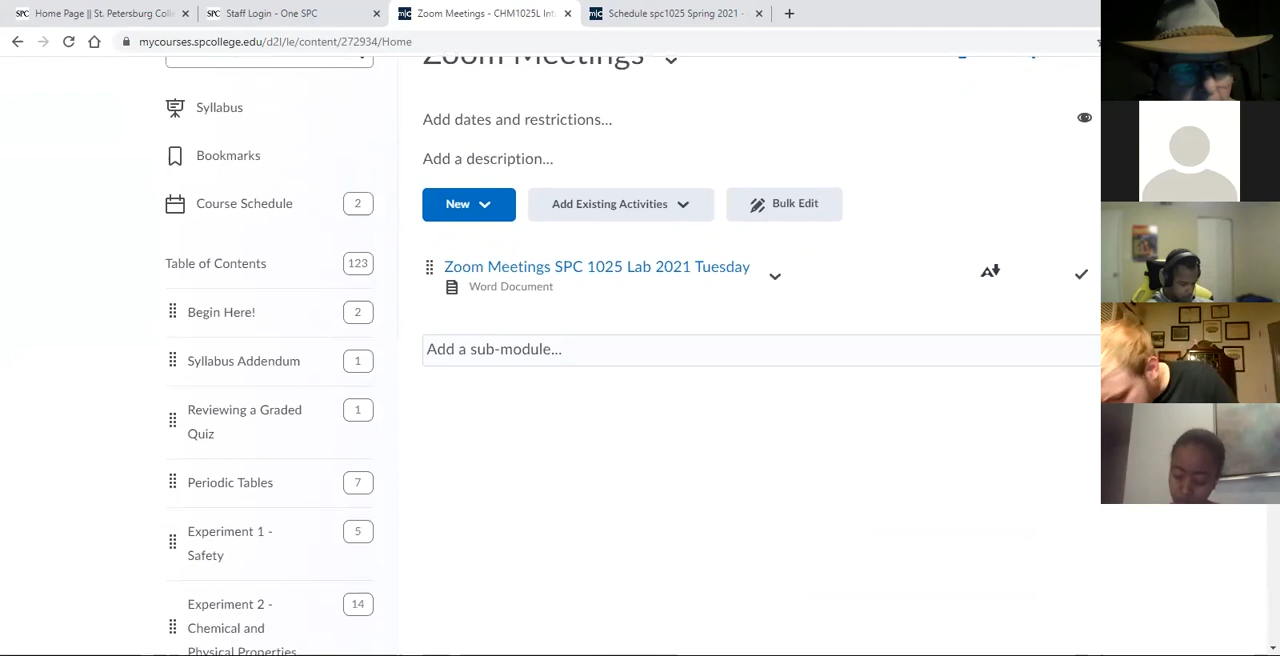 SPC Home Page || St. Petersburg Coll
SPC Staff Login - One SPC
Zoom Meetings - CHM1025L Int
Schedule spc1025 Spring 2021 -
mycourses.spcollege.edu/d2l/le/content/272934/Home
Zoom Meetings
Syllabus
Add dates and restrictions...
Bookmarks
Add a description...
Course Schedule 2
New
Add Existing Activities
Bulk Edit
Table of Contents 123
Zoom Meetings SPC 1025 Lab 2021 Tuesday
Word Document
Begin Here! 2
Add a sub-module...
Syllabus Addendum 1
Reviewing a Graded 1
Quiz
Periodic Tables 7
Experiment 1 - 5
Safety
Experiment 2 - 14
Chemical and
Physical Properties